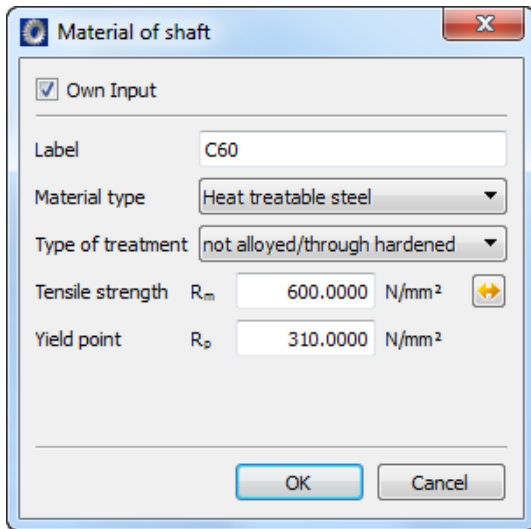 Material of shaft
Own Input
Label C60
Material type Heat treatable steel
Type of treatment not alloyed/through hardened
Tensile strength Rₘ 600.0000 N/mm²
Yield point Rₚ 310.0000 N/mm²
OK Cancel